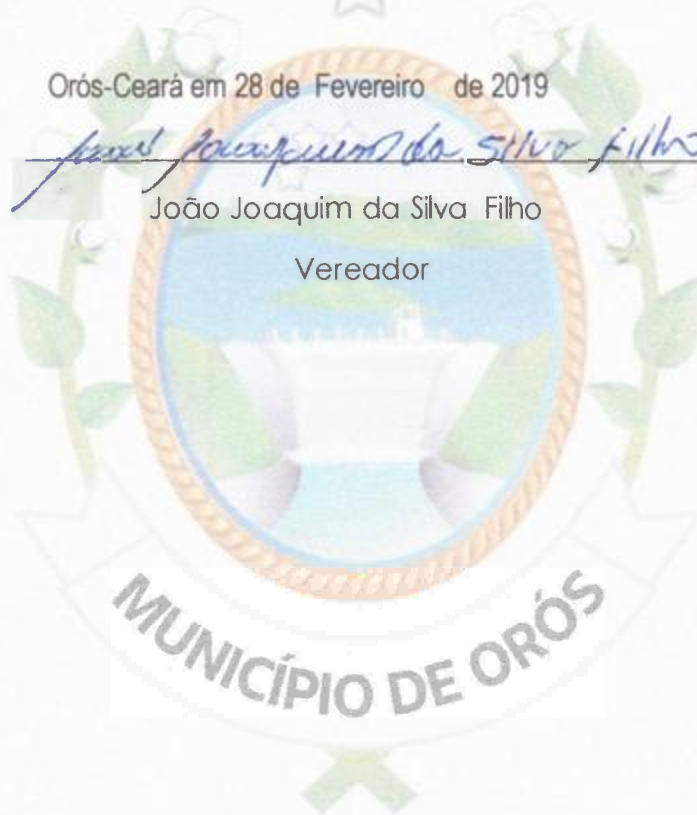 Orós-Ceará em 28 de Fevereiro de 2019
João Joaquim da Silva Filho
João Joaquim da Silva Filho
Vereador
MUNICÍPIO DE ORÓS